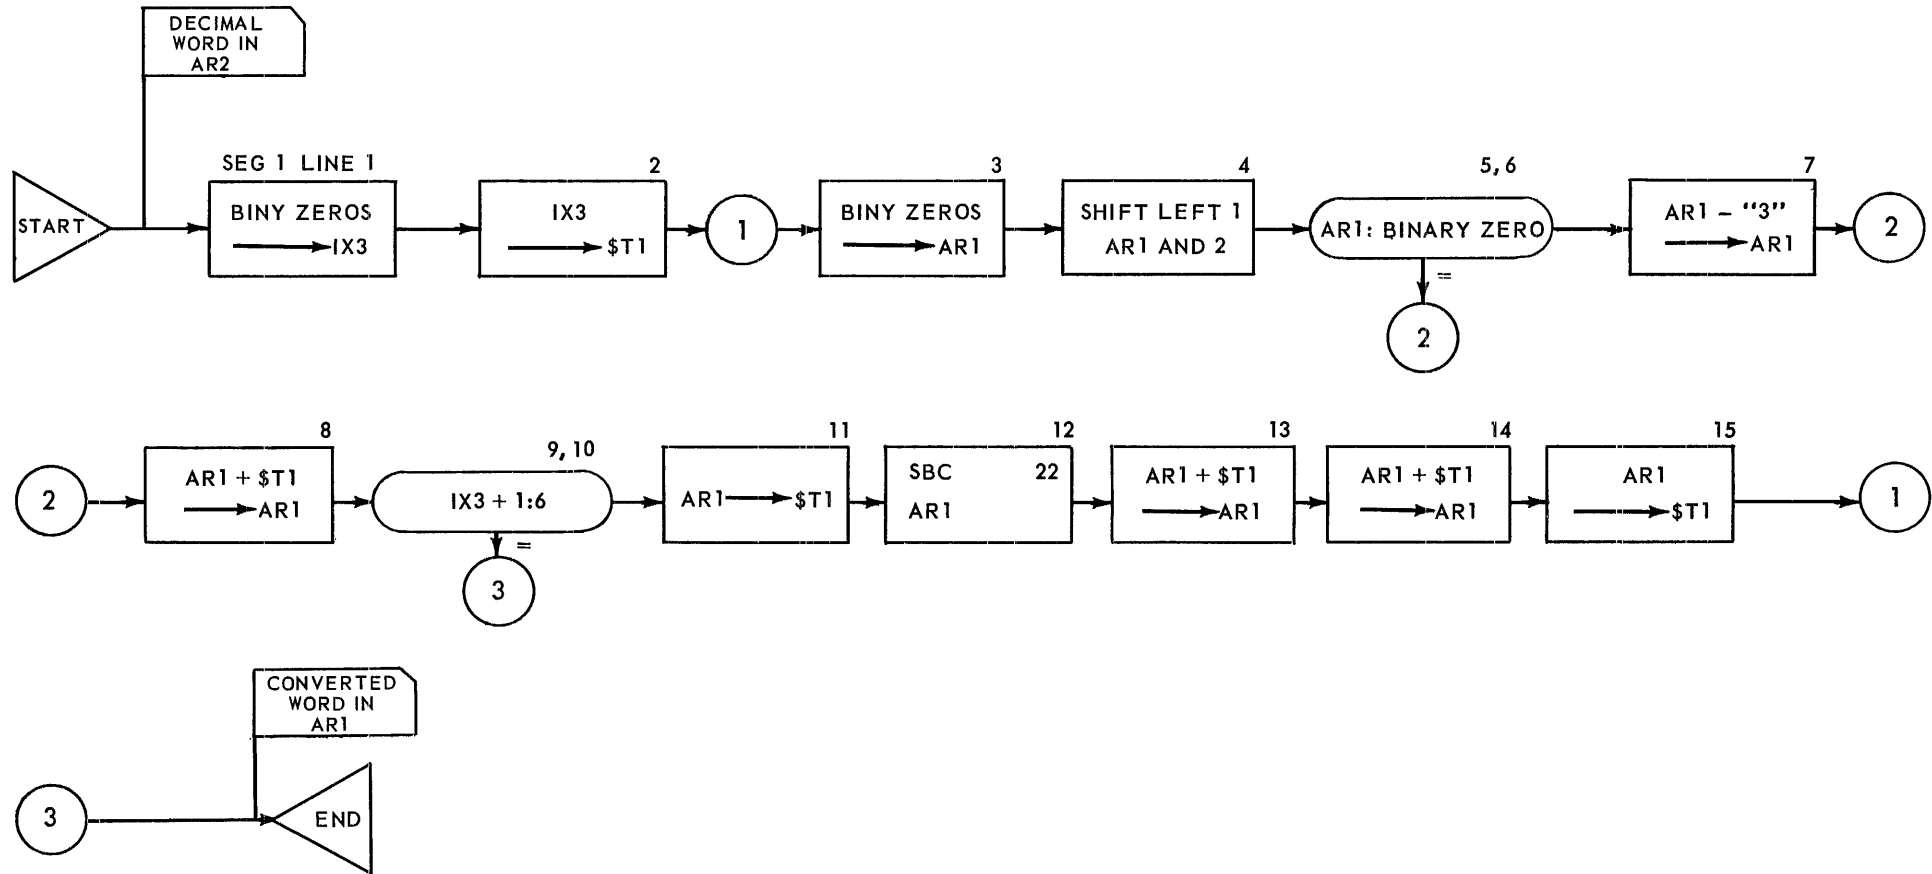 DECIMAL
WORD IN
AR2
START
SEG 1 LINE 1
BINY ZEROS
IX3
2
IX3
$T1
1
3
BINY ZEROS
AR1
4
SHIFT LEFT 1
AR1 AND 2
5, 6
AR1: BINARY ZERO
=
2
7
AR1 – “3”
AR1
2
2
8
AR1 + $T1
AR1
9, 10
IX3 + 1:6
=
3
11
AR1 $T1
12
SBC 22
AR1
13
AR1 + $T1
AR1
14
AR1 + $T1
AR1
15
AR1
$T1
1
CONVERTED
WORD IN
AR1
3
END